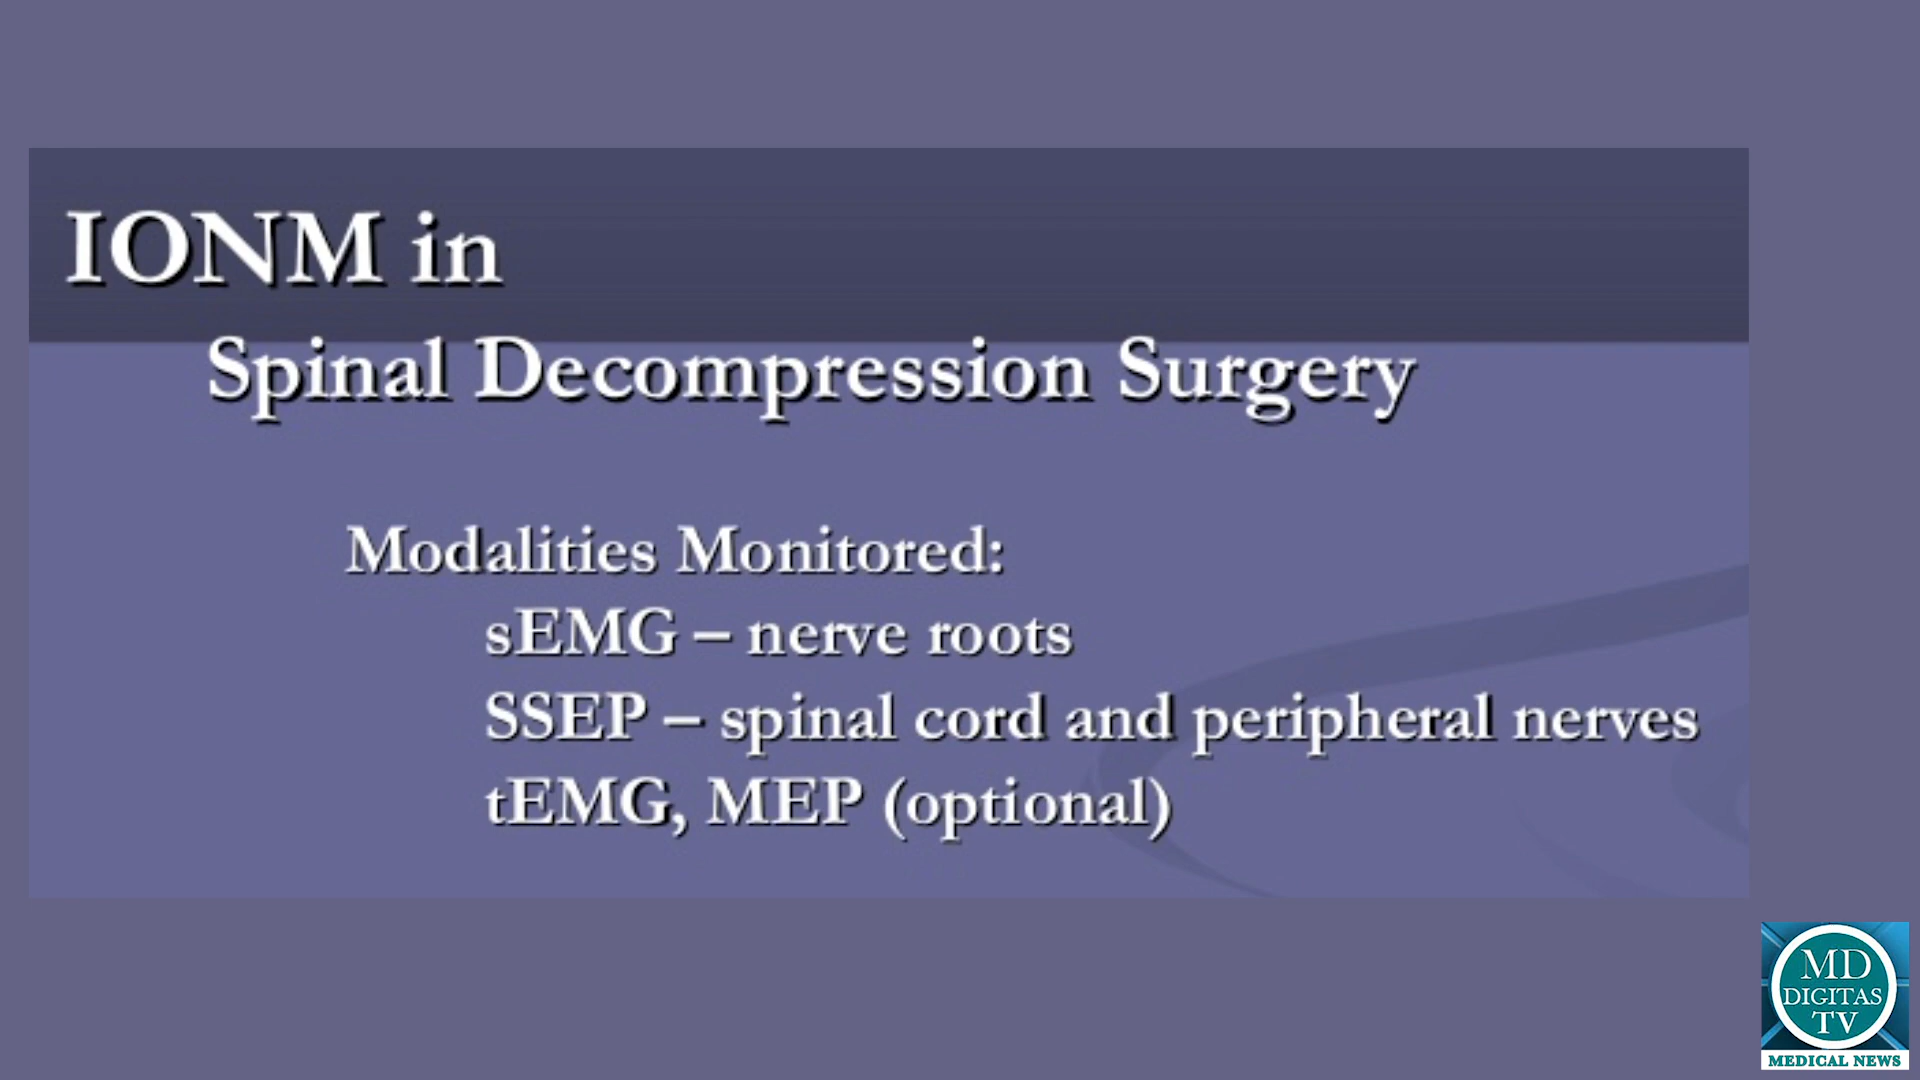 IONM in
Spinal Decompression Surgery
Modalities Monitored:
sEMG – nerve roots
SSEP – spinal cord and peripheral nerves
tEMG, MEP (optional)
MD
DIGITAS
TV
MEDICAL NEWS